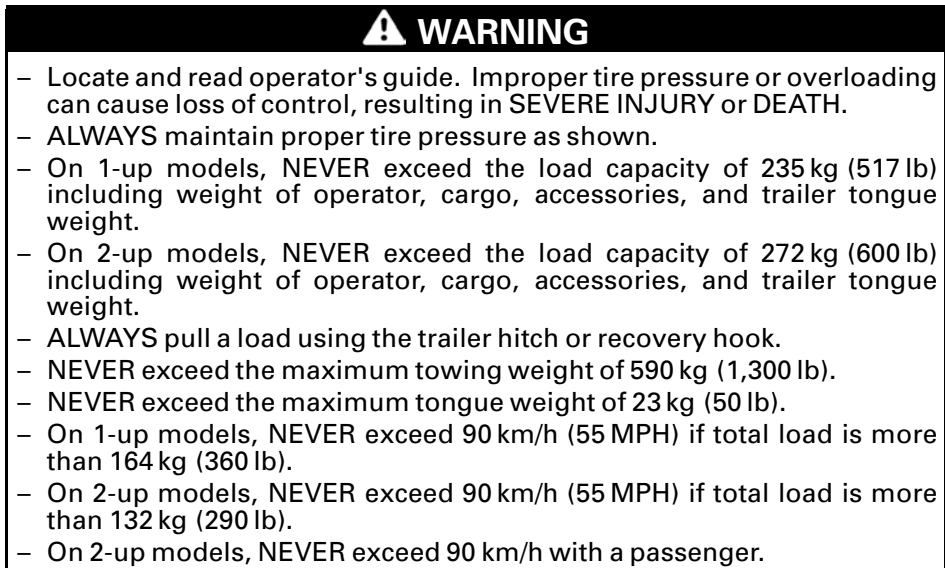 WARNING
– Locate and read operator's guide. Improper tire pressure or overloading
can cause loss of control, resulting in SEVERE INJURY or DEATH.
– ALWAYS maintain proper tire pressure as shown.
– On 1-up models, NEVER exceed the load capacity of 235 kg (517 lb)
including weight of operator, cargo, accessories, and trailer tongue
weight.
– On 2-up models, NEVER exceed the load capacity of 272 kg (600 lb)
including weight of operator, cargo, accessories, and trailer tongue
weight.
– ALWAYS pull a load using the trailer hitch or recovery hook.
– NEVER exceed the maximum towing weight of 590 kg (1,300 lb).
– NEVER exceed the maximum tongue weight of 23 kg (50 lb).
– On 1-up models, NEVER exceed 90 km/h (55 MPH) if total load is more
than 164 kg (360 lb).
– On 2-up models, NEVER exceed 90 km/h (55 MPH) if total load is more
than 132 kg (290 lb).
– On 2-up models, NEVER exceed 90 km/h with a passenger.